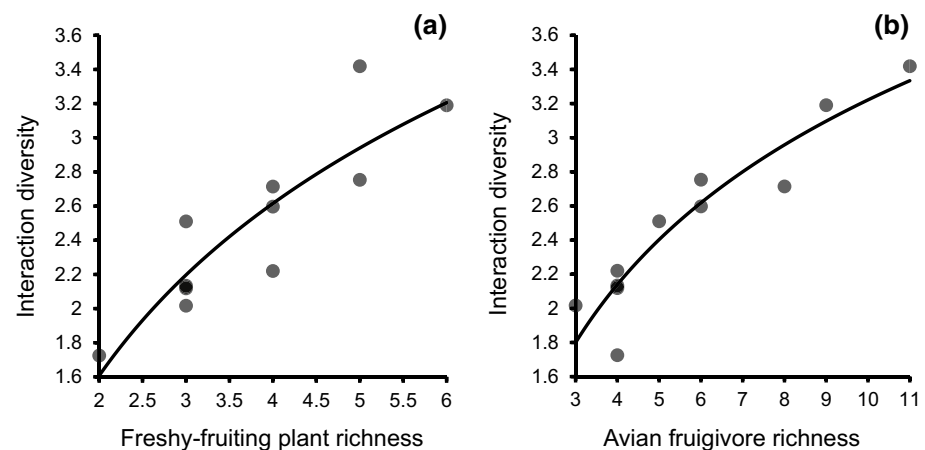 (a)
Interaction diversity
3.6
3.4
3.2
3
2.8
2.6
2.4
2.2
2
1.8
1.6
2 2.5 3 3.5 4 4.5 5 5.5 6
Freshy-fruiting plant richness
(b)
Interaction diversity
3.6
3.4
3.2
3
2.8
2.6
2.4
2.2
2
1.8
1.6
3 4 5 6 7 8 9 10 11
Avian fruigivore richness